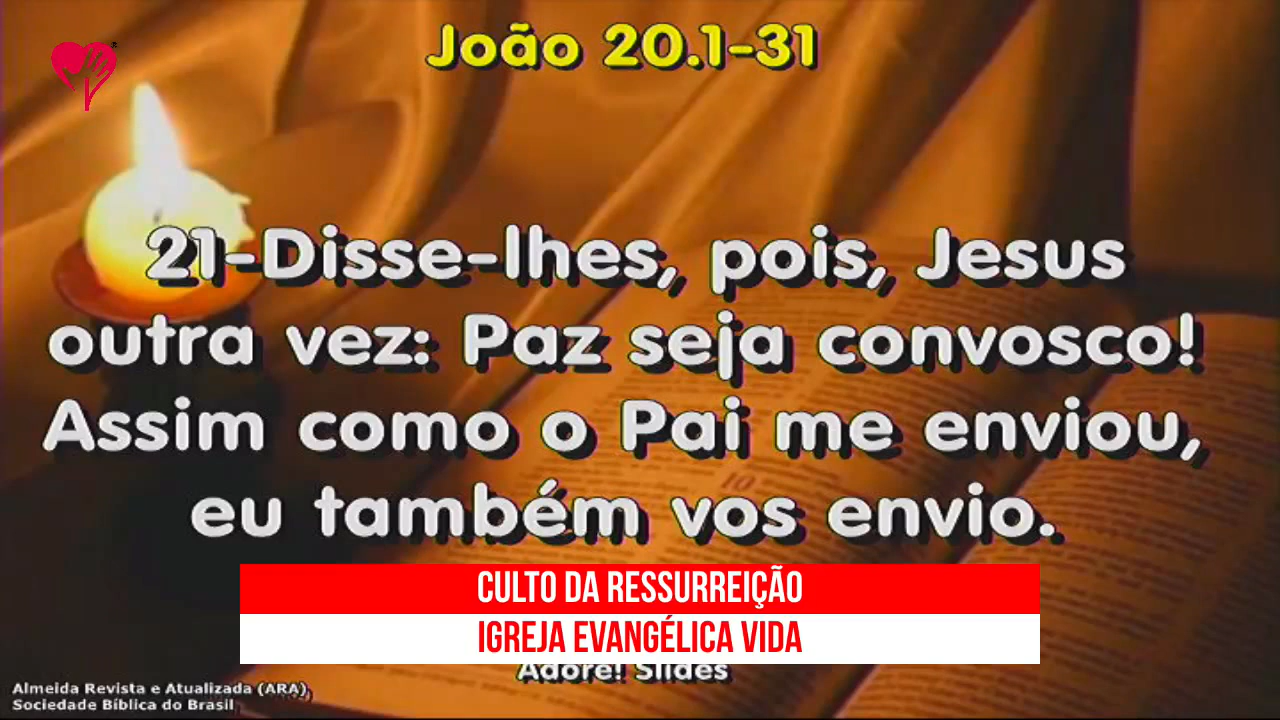 João 20.1-31
21-Disse-lhes, pois, Jesus
outra vez: Paz seja convosco!
Assim como o Pai me enviou,
eu também vos envio.
CULTO DA RESSURREIÇÃO
IGREJA EVANGÉLICA VIDA
Adore! Slides
Almeida Revista e Atualizada (ARA)
Sociedade Bíblica do Brasil